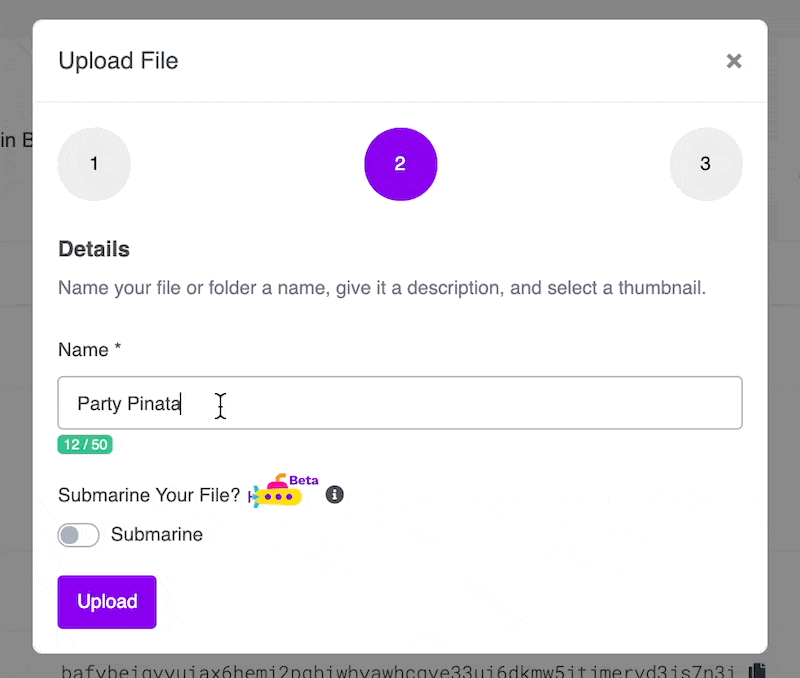 Upload File
in B
1
2
3
Details
Name your file or folder a name, give it a description, and select a thumbnail.
Name *
Party Pinata
12 / 50
Submarine Your File?
Beta
Submarine
Upload